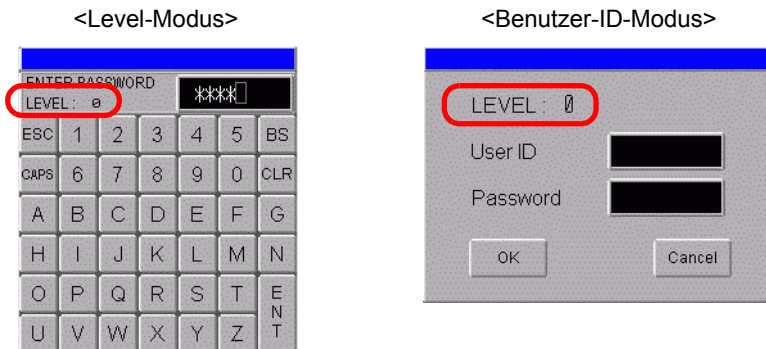 <Level-Modus>
ENTER PASSWORD
LEVEL: 0
****
ESC 1 2 3 4 5 BS
CAPS 6 7 8 9 0 CLR
A B C D E F G
H I J K L M N
O P Q R S T ENT
U V W X Y Z
<Benutzer-ID-Modus>
LEVEL: 0
User ID
Password
OK Cancel